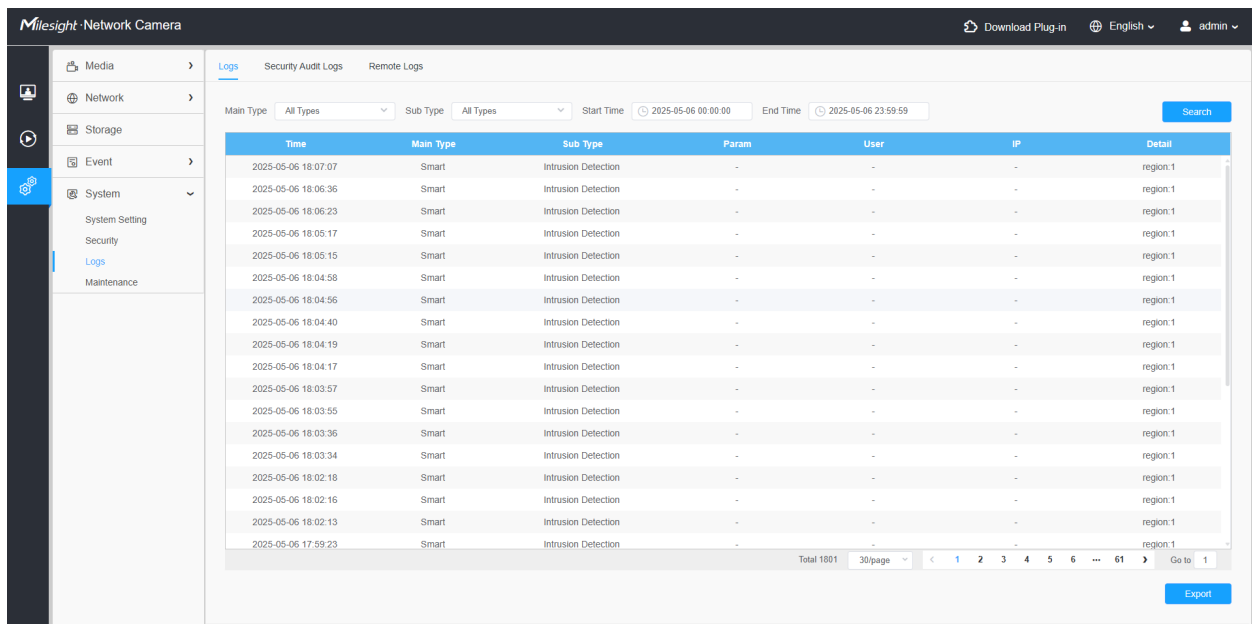 Milesight·Network Camera
Download Plug-in
English
admin
Media
Network
Storage
Event
System
System Setting
Security
Logs
Maintenance
Logs Security Audit Logs Remote Logs
Main Type All Types Sub Type All Types Start Time 2025-05-06 00:00:00 End Time 2025-05-06 23:59:59 Search
Time Main Type Sub Type Param User IP Detail
2025-05-06 18:07:07 Smart Intrusion Detection - - - region:1
2025-05-06 18:06:36 Smart Intrusion Detection - - - region:1
2025-05-06 18:06:23 Smart Intrusion Detection - - - region:1
2025-05-06 18:05:17 Smart Intrusion Detection - - - region:1
2025-05-06 18:05:15 Smart Intrusion Detection - - - region:1
2025-05-06 18:04:58 Smart Intrusion Detection - - - region:1
2025-05-06 18:04:56 Smart Intrusion Detection - - - region:1
2025-05-06 18:04:40 Smart Intrusion Detection - - - region:1
2025-05-06 18:04:19 Smart Intrusion Detection - - - region:1
2025-05-06 18:04:17 Smart Intrusion Detection - - - region:1
2025-05-06 18:03:57 Smart Intrusion Detection - - - region:1
2025-05-06 18:03:55 Smart Intrusion Detection - - - region:1
2025-05-06 18:03:36 Smart Intrusion Detection - - - region:1
2025-05-06 18:03:34 Smart Intrusion Detection - - - region:1
2025-05-06 18:02:18 Smart Intrusion Detection - - - region:1
2025-05-06 18:02:16 Smart Intrusion Detection - - - region:1
2025-05-06 18:02:13 Smart Intrusion Detection - - - region:1
2025-05-06 17:59:23 Smart Intrusion Detection - - - region:1
Total 1801 30/page < 1 2 3 4 5 6 ••• 61 > Go to 1
Export